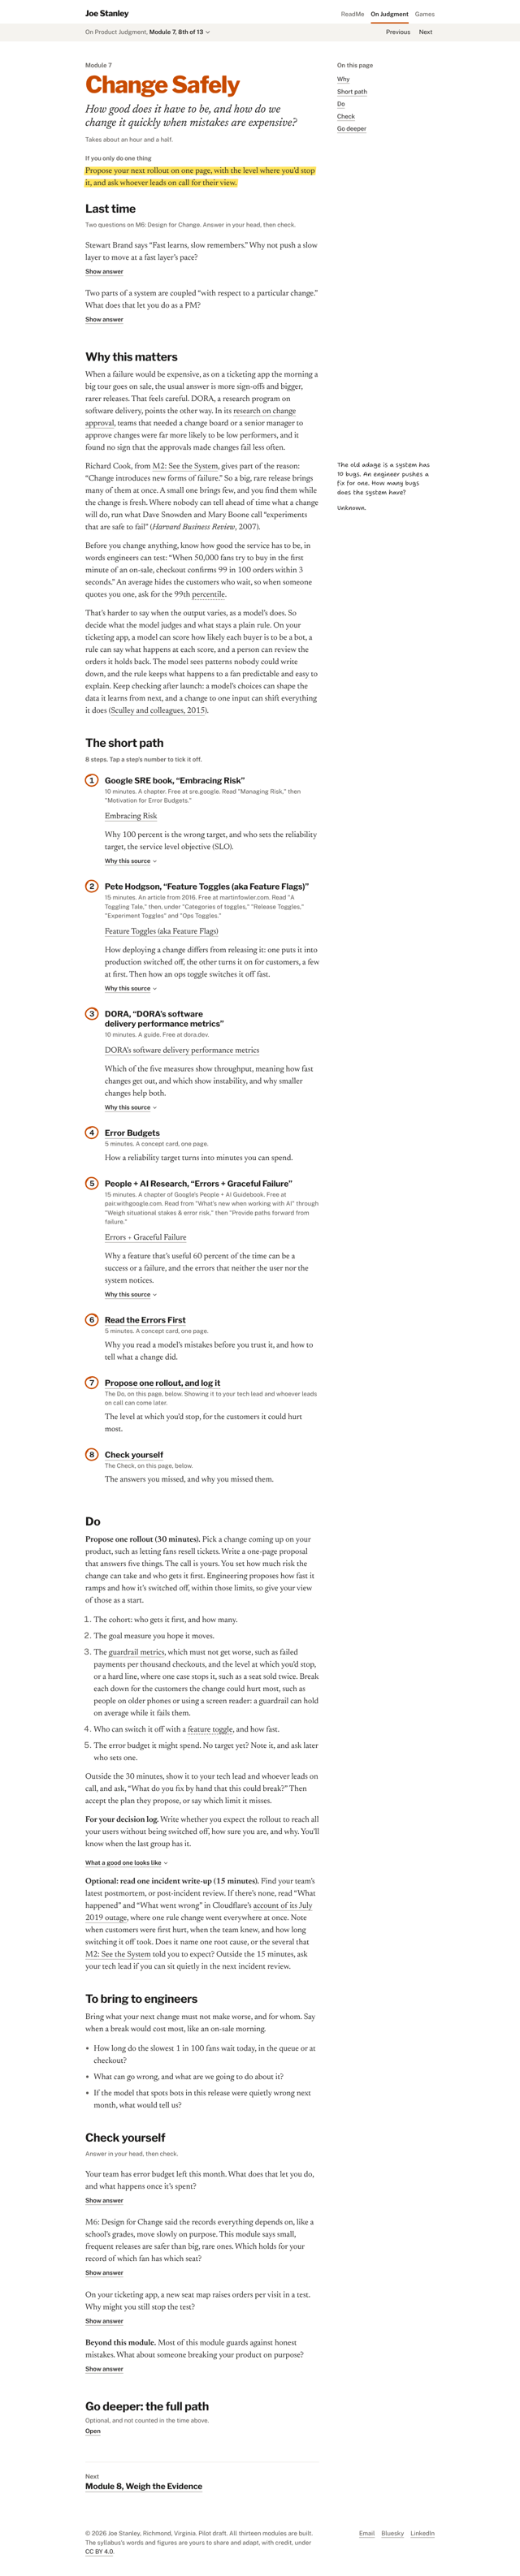 Joe Stanley
ReadMe On Judgment Games
On Product Judgment, Module 7, 8th of 13
Previous Next
Module 7
Change Safely
How good does it have to be, and how do we
change it quickly when mistakes are expensive?
Takes about an hour and a half.
If you only do one thing
Propose your next rollout on one page, with the level where you'd stop
it, and ask whoever leads on call for their view.
On this page
Why
Short path
Do
Check
Go deeper
Last time
Two questions on M6: Design for Change. Answer in your head, then check.
Stewart Brand says “Fast learns, slow remembers.” Why not push a slow
layer to move at a fast layer's pace?
Show answer
Two parts of a system are coupled “with respect to a particular change.”
What does that let you do as a PM?
Show answer
Why this matters
When a failure would be expensive, as on a ticketing app the morning a
big tour goes on sale, the usual answer is more sign-offs and bigger,
rarer releases. That feels careful. DORA, a research program on
software delivery, points the other way. In its research on change
approval, teams that needed a change board or a senior manager to
approve changes were far more likely to be low performers, and it
found no sign that the approvals made changes fail less often.
The old adage is a system has
10 bugs. An engineer pushes a
fix for one. How many bugs
does the system have?
Unknown.
Richard Cook, from M2: See the System, gives part of the reason:
“Change introduces new forms of failure.” So a big, rare release brings
many of them at once. A small one brings few, and you find them while
the change is fresh. Where nobody can tell ahead of time what a change
will do, run what Dave Snowden and Mary Boone call “experiments
that are safe to fail” (Harvard Business Review, 2007).
Before you change anything, know how good the service has to be, in
words engineers can test: “When 50,000 fans try to buy in the first
minute of an on-sale, checkout confirms 99 in 100 orders within 3
seconds.” An average hides the customers who wait, so when someone
quotes you one, ask for the 99th percentile.
That's harder to say when the output varies, as a model's does. So
decide what the model judges and what stays a plain rule. On your
ticketing app, a model can score how likely each buyer is to be a bot, a
rule can say what happens at each score, and a person can review the
orders it holds back. The model sees patterns nobody could write
down, and the rule keeps what happens to a fan predictable and easy to
explain. Keep checking after launch: a model's choices can shape the
data it learns from next, and a change to one input can shift everything
it does (Sculley and colleagues, 2015).
The short path
8 steps. Tap a step's number to tick it off.
1 Google SRE book, “Embracing Risk”
10 minutes. A chapter. Free at sre.google. Read "Managing Risk," then
"Motivation for Error Budgets."
Embracing Risk
Why 100 percent is the wrong target, and who sets the reliability
target, the service level objective (SLO).
Why this source
2 Pete Hodgson, “Feature Toggles (aka Feature Flags)”
15 minutes. An article from 2016. Free at martinfowler.com. Read "A
Toggling Tale," then, under "Categories of toggles," "Release Toggles,"
"Experiment Toggles" and "Ops Toggles."
Feature Toggles (aka Feature Flags)
How deploying a change differs from releasing it: one puts it into
production switched off, the other turns it on for customers, a few
at first. Then how an ops toggle switches it off fast.
Why this source
3 DORA, “DORA's software
delivery performance metrics”
10 minutes. A guide. Free at dora.dev.
DORA's software delivery performance metrics
Which of the five measures show throughput, meaning how fast
changes get out, and which show instability, and why smaller
changes help both.
Why this source
4 Error Budgets
5 minutes. A concept card, one page.
How a reliability target turns into minutes you can spend.
5 People + AI Research, “Errors + Graceful Failure”
15 minutes. A chapter of Google's People + AI Guidebook. Free at
pair.withgoogle.com. Read from "What's new when working with AI" through
"Weigh situational stakes & error risk," then "Provide paths forward from
failure."
Errors + Graceful Failure
Why a feature that's useful 60 percent of the time can be a
success or a failure, and the errors that neither the user nor the
system notices.
Why this source
6 Read the Errors First
5 minutes. A concept card, one page.
Why you read a model's mistakes before you trust it, and how to
tell what a change did.
7 Propose one rollout, and log it
The Do, on this page, below. Showing it to your tech lead and whoever leads
on call can come later.
The level at which you'd stop, for the customers it could hurt
most.
8 Check yourself
The Check, on this page, below.
The answers you missed, and why you missed them.
Do
Propose one rollout (30 minutes). Pick a change coming up on your
product, such as letting fans resell tickets. Write a one-page proposal
that answers five things. The call is yours. You set how much risk the
change can take and who gets it first. Engineering proposes how fast it
ramps and how it's switched off, within those limits, so give your view
of those as a start.
1. The cohort: who gets it first, and how many.
2. The goal measure you hope it moves.
3. The guardrail metrics, which must not get worse, such as failed
payments per thousand checkouts, and the level at which you'd stop,
or a hard line, where one case stops it, such as a seat sold twice. Break
each down for the customers the change could hurt most, such as
people on older phones or using a screen reader: a guardrail can hold
on average while it fails them.
4. Who can switch it off with a feature toggle, and how fast.
5. The error budget it might spend. No target yet? Note it, and ask later
who sets one.
Outside the 30 minutes, show it to your tech lead and whoever leads on
call, and ask, “What do you fix by hand that this could break?” Then
accept the plan they propose, or say which limit it misses.
For your decision log. Write whether you expect the rollout to reach all
your users without being switched off, how sure you are, and why. You'll
know when the last group has it.
What a good one looks like
Optional: read one incident write-up (15 minutes). Find your team's
latest postmortem, or post-incident review. If there's none, read “What
happened” and “What went wrong” in Cloudflare's account of its July
2019 outage, where one rule change went everywhere at once. Note
when customers were first hurt, when the team knew, and how long
switching it off took. Does it name one root cause, or the several that
M2: See the System told you to expect? Outside the 15 minutes, ask
your tech lead if you can sit quietly in the next incident review.
To bring to engineers
Bring what your next change must not make worse, and for whom. Say
when a break would cost most, like an on-sale morning.
• How long do the slowest 1 in 100 fans wait today, in the queue or at
checkout?
• What can go wrong, and what are we going to do about it?
• If the model that spots bots in this release were quietly wrong next
month, what would tell us?
Check yourself
Answer in your head, then check.
Your team has error budget left this month. What does that let you do,
and what happens once it's spent?
Show answer
M6: Design for Change said the records everything depends on, like a
school's grades, move slowly on purpose. This module says small,
frequent releases are safer than big, rare ones. Which holds for your
record of which fan has which seat?
Show answer
On your ticketing app, a new seat map raises orders per visit in a test.
Why might you still stop the test?
Show answer
Beyond this module. Most of this module guards against honest
mistakes. What about someone breaking your product on purpose?
Show answer
Go deeper: the full path
Optional, and not counted in the time above.
Open
Next
Module 8, Weigh the Evidence
© 2026 Joe Stanley, Richmond, Virginia. Pilot draft. All thirteen modules are built.
The syllabus's words and figures are yours to share and adapt, with credit, under
CC BY 4.0.
Email Bluesky LinkedIn